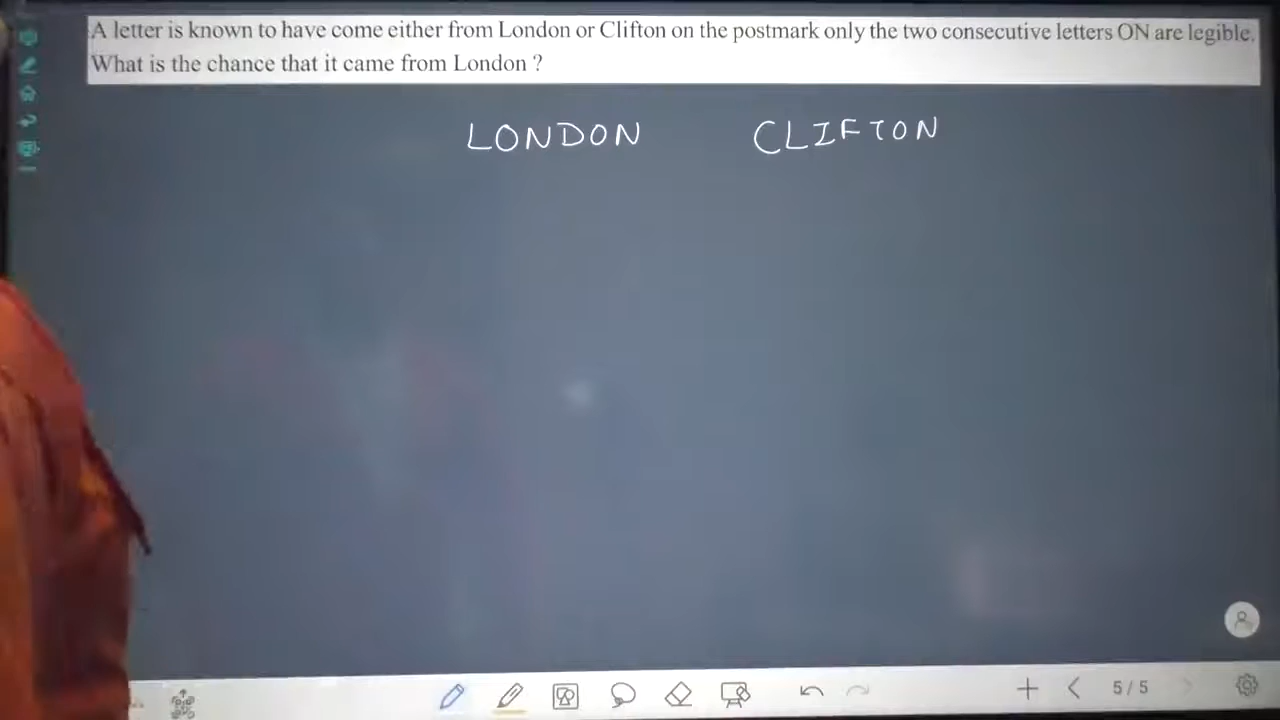 A letter is known to have come either from London or Clifton on the postmark only the two consecutive letters ON are legible.
What is the chance that it came from London ?
LONDON CLIFTON
5 / 5